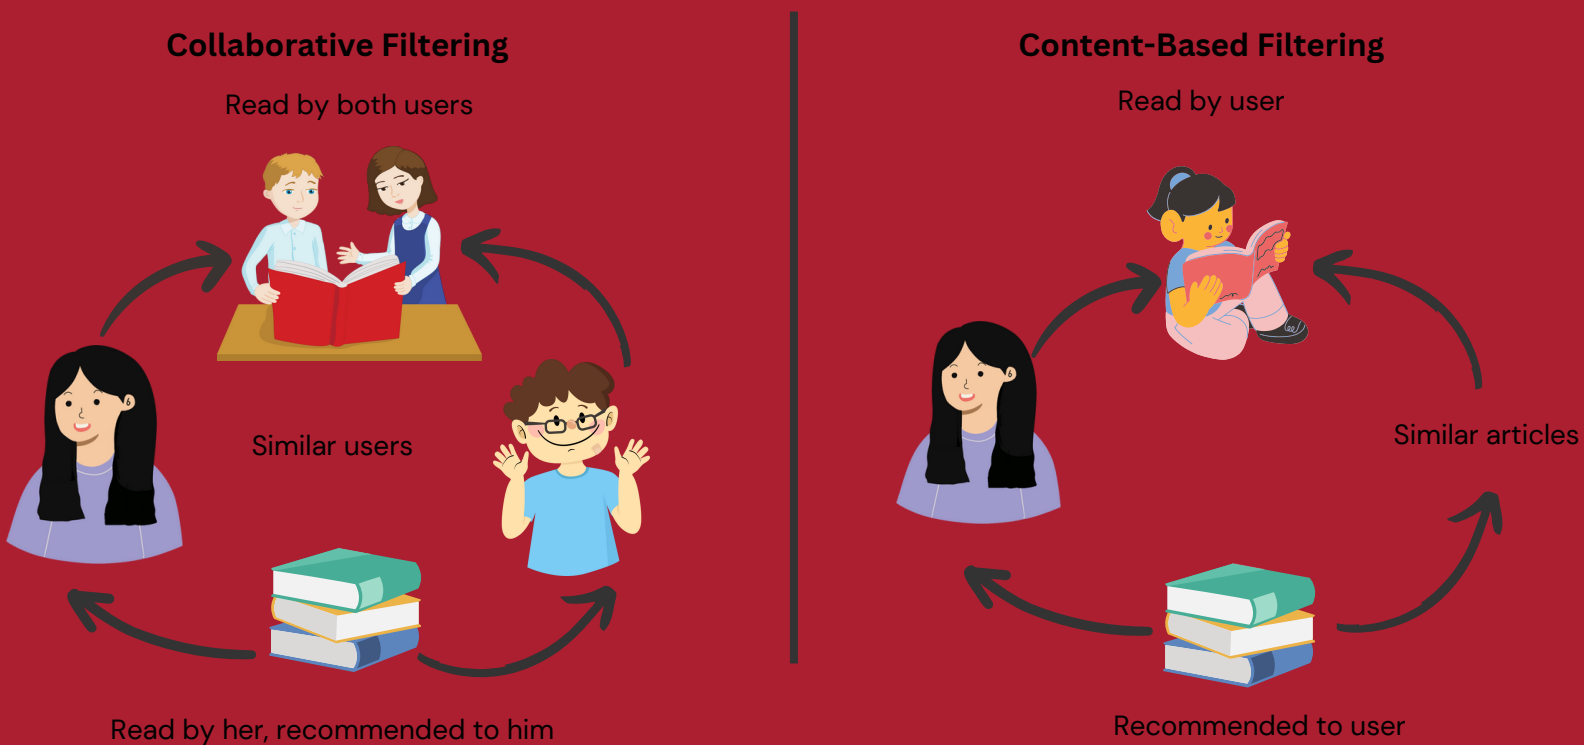 Collaborative Filtering
Read by both users
Similar users
Read by her, recommended to him
Content-Based Filtering
Read by user
Similar articles
Recommended to user